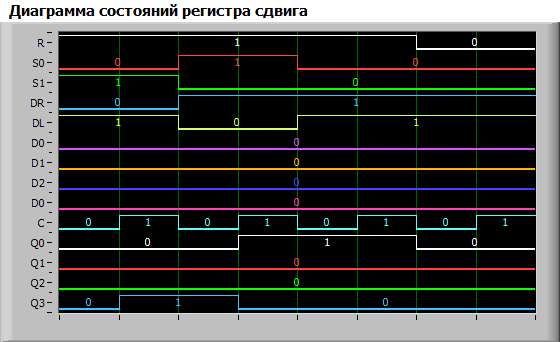 Диаграмма состояний регистра сдвига
R 1 0
S0 0 1 0
S1 1 0
DR 0 1
DL 1 0 1
D0 0
D1 0
D2 0
D0 0
C 0 1 0 1 0 1 0 1
Q0 0 1 0
Q1 0
Q2 0
Q3 0 1 0